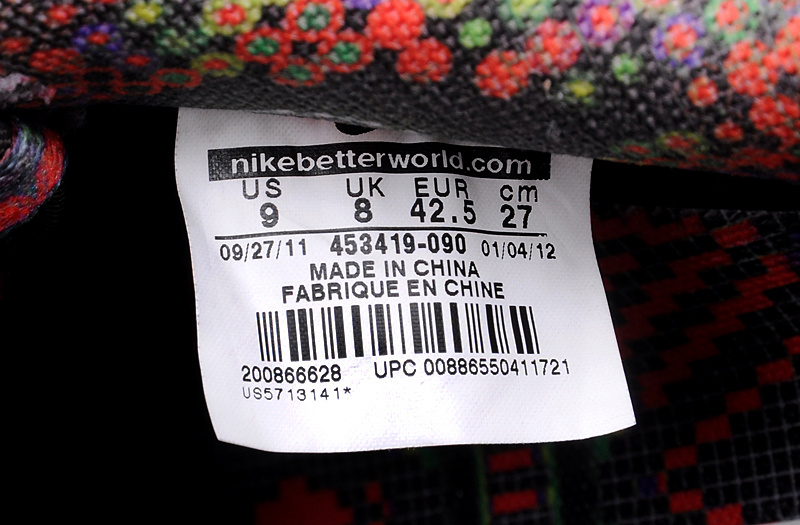 nikebetterworld.com
US UK EUR cm
9 8 42.5 27
09/27/11 453419-090 01/04/12
MADE IN CHINA
FABRIQUE EN CHINE
200866628 UPC 00886550411721
US5713141*